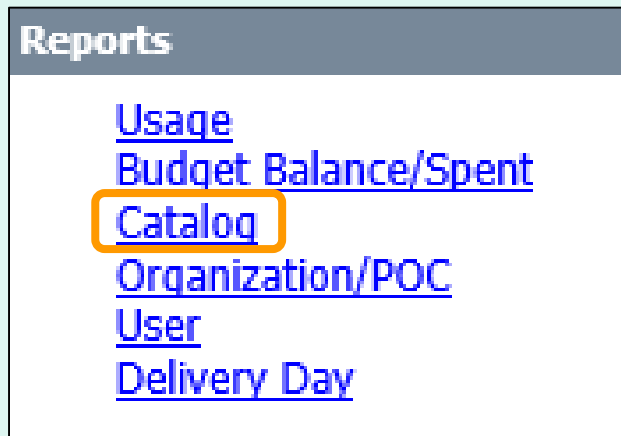 Reports
Usage
Budget Balance/Spent
Catalog
Organization/POC
User
Delivery Day